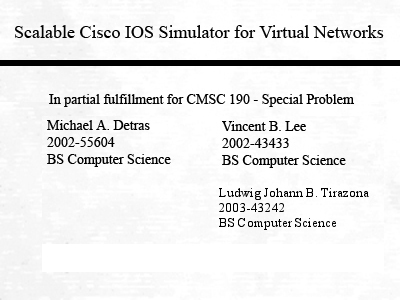 Scalable Cisco IOS Simulator for Virtual Networks
In partial fulfillment for CMSC 190 - Special Problem
Michael A. Detras
2002-55604
BS Computer Science
Vincent B. Lee
2002-43433
BS Computer Science
Ludwig Johann B. Tirazona
2003-43242
BS Computer Science